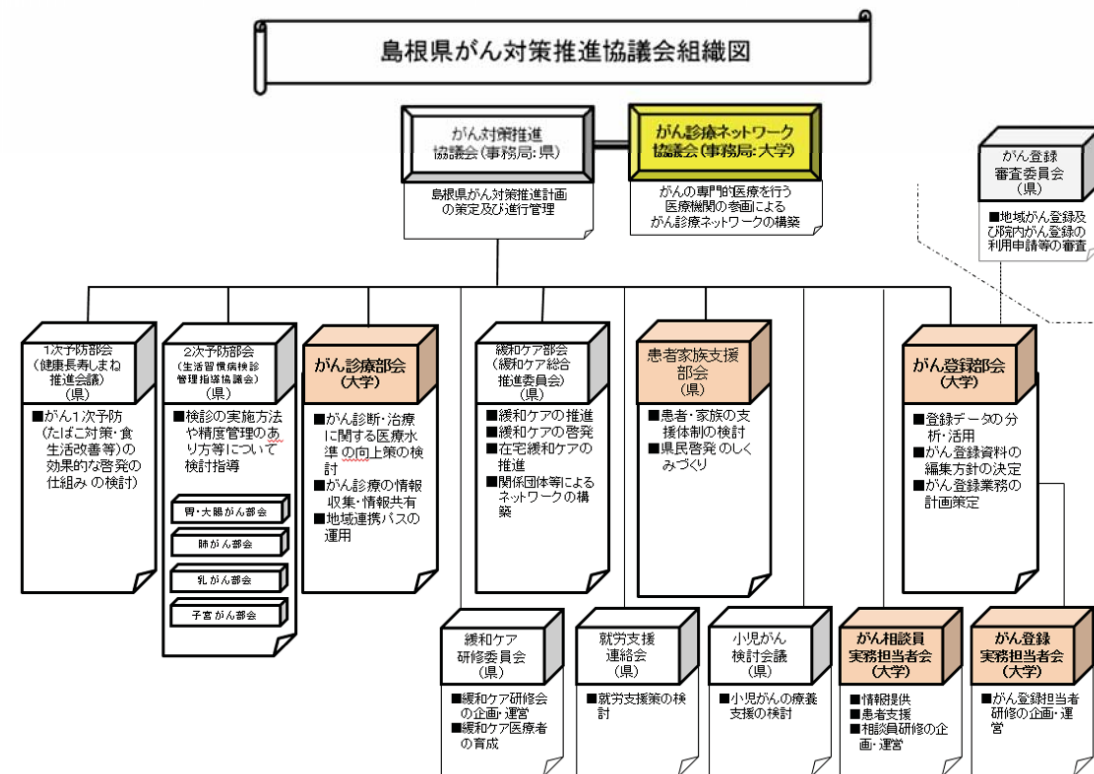 島根県がん対策推進協議会組織図
がん対策推進
協議会(事務局:県)
島根県がん対策推進計画
の策定及び進行管理
がん診療ネットワーク
協議会(事務局:大学)
がんの専門的医療を行う
医療機関の参画による
がん診療ネットワークの構築
がん登録
審査委員会
(県)
■地域がん登録及
び院内がん登録の
利用申請等の審査
1次予防部会
(健康長寿しまね
推進会議)
(県)
■がん1次予防
(たばこ対策・食
生活改善等)の
効果的な啓発の
仕組み の検討)
2次予防部会
(生活習慣病検診
管理指導協議会)
(県)
■検診の実施方法
や精度管理のあ
り方等について
検討指導
胃・大腸がん部会
肺がん部会
乳がん部会
子宮がん部会
がん診療部会
(大学)
■がん診断・治療
に関する医療水
準 の向上策の検
討
■がん診療の情報
収集・情報共有
■地域連携パスの
運用
緩和ケア部会
(緩和ケア総合
推進委員会)
(県)
■緩和ケアの推進
■緩和ケアの啓発
■在宅緩和ケアの
推進
■関係団体等による
ネットワークの構
築
患者家族支援
部会
(県)
■患者・家族の支
援体制の検討
■県民啓発のしく
みづくり
がん登録部会
(大学)
■登録データの分
析・活用
■がん登録資料の
編集方針の決定
■がん登録業務の
計画策定
緩和ケア
研修委員会
(県)
■緩和ケア研修会
の企画・運営
■緩和ケア医療者
の育成
就労支援
連絡会
(県)
■就労支援策の検
討
小児がん
検討会議
(県)
■小児がんの療養
支援の検討
がん相談員
実務担当者会
(大学)
■情報提供
■患者支援
■相談員研修の企
画・運営
がん登録
実務担当者会
(大学)
■がん登録担当者
研修の企画・運
営